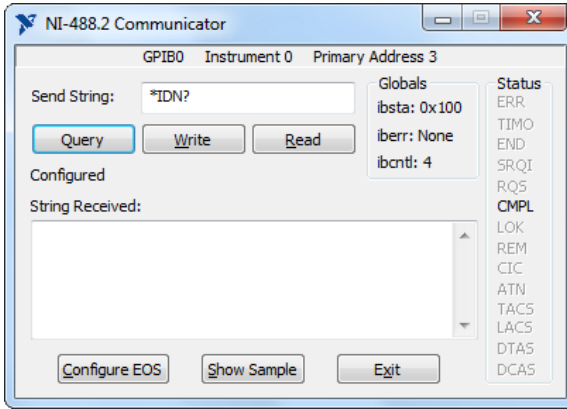 NI-488.2 Communicator
GPIB0 Instrument 0 Primary Address 3
Send String: *IDN?
Query Write Read
Configured
String Received:
Configure EOS Show Sample Exit
Globals
ibsta: 0x100
iberr: None
ibcntl: 4
Status
ERR
TIMO
END
SRQI
RQS
CMPL
LOK
REM
CIC
ATN
TACS
LACS
DTAS
DCAS